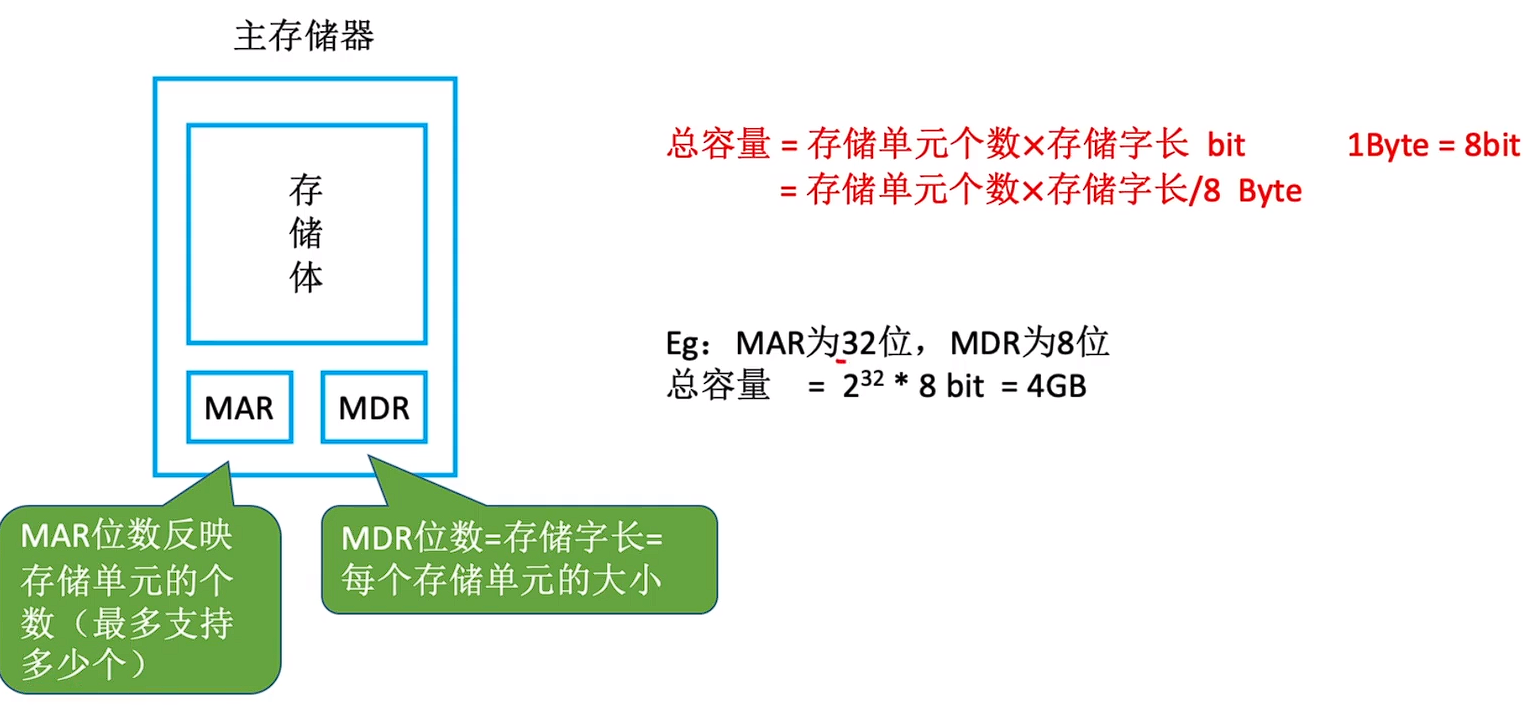 主存储器
存
储
体
MAR
MDR
MAR位数反映
存储单元的个
数（最多支持
多少个）
MDR位数=存储字长=
每个存储单元的大小
总容量 = 存储单元个数×存储字长 bit 1Byte = 8bit
= 存储单元个数×存储字长/8 Byte
Eg：MAR为32位，MDR为8位
总容量 = 2³² * 8 bit = 4GB